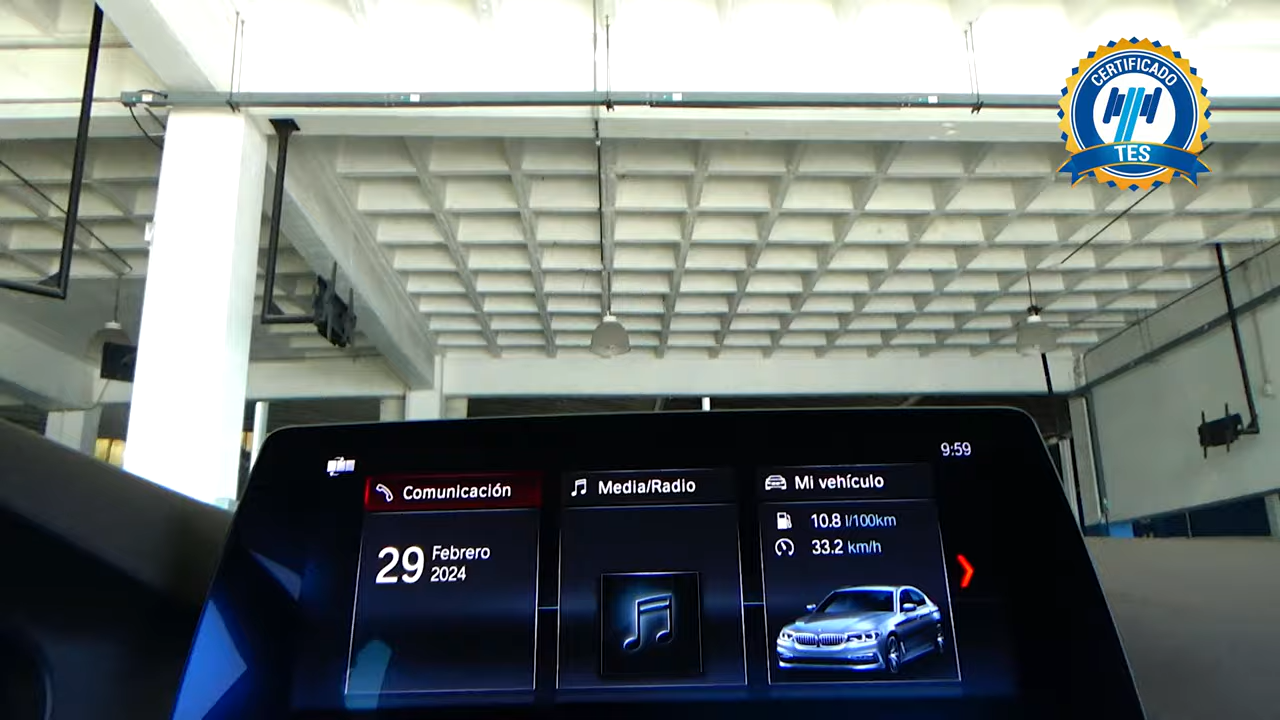 CERTIFICADO
TES
9:59
Comunicación
29 Febrero
2024
Media/Radio
Mi vehículo
10.8 l/100km
33.2 km/h